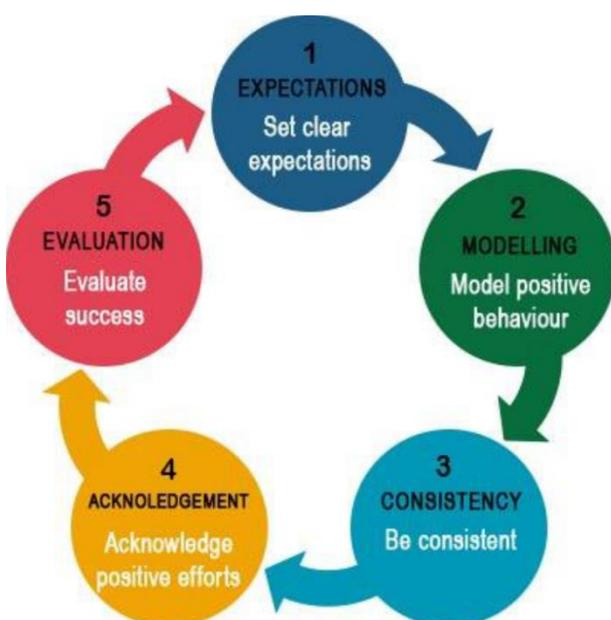 1
EXPECTATIONS
Set clear
expectations
2
MODELLING
Model positive
behaviour
3
CONSISTENCY
Be consistent
4
ACKNOLEDGEMENT
Acknowledge
positive efforts
5
EVALUATION
Evaluate
success